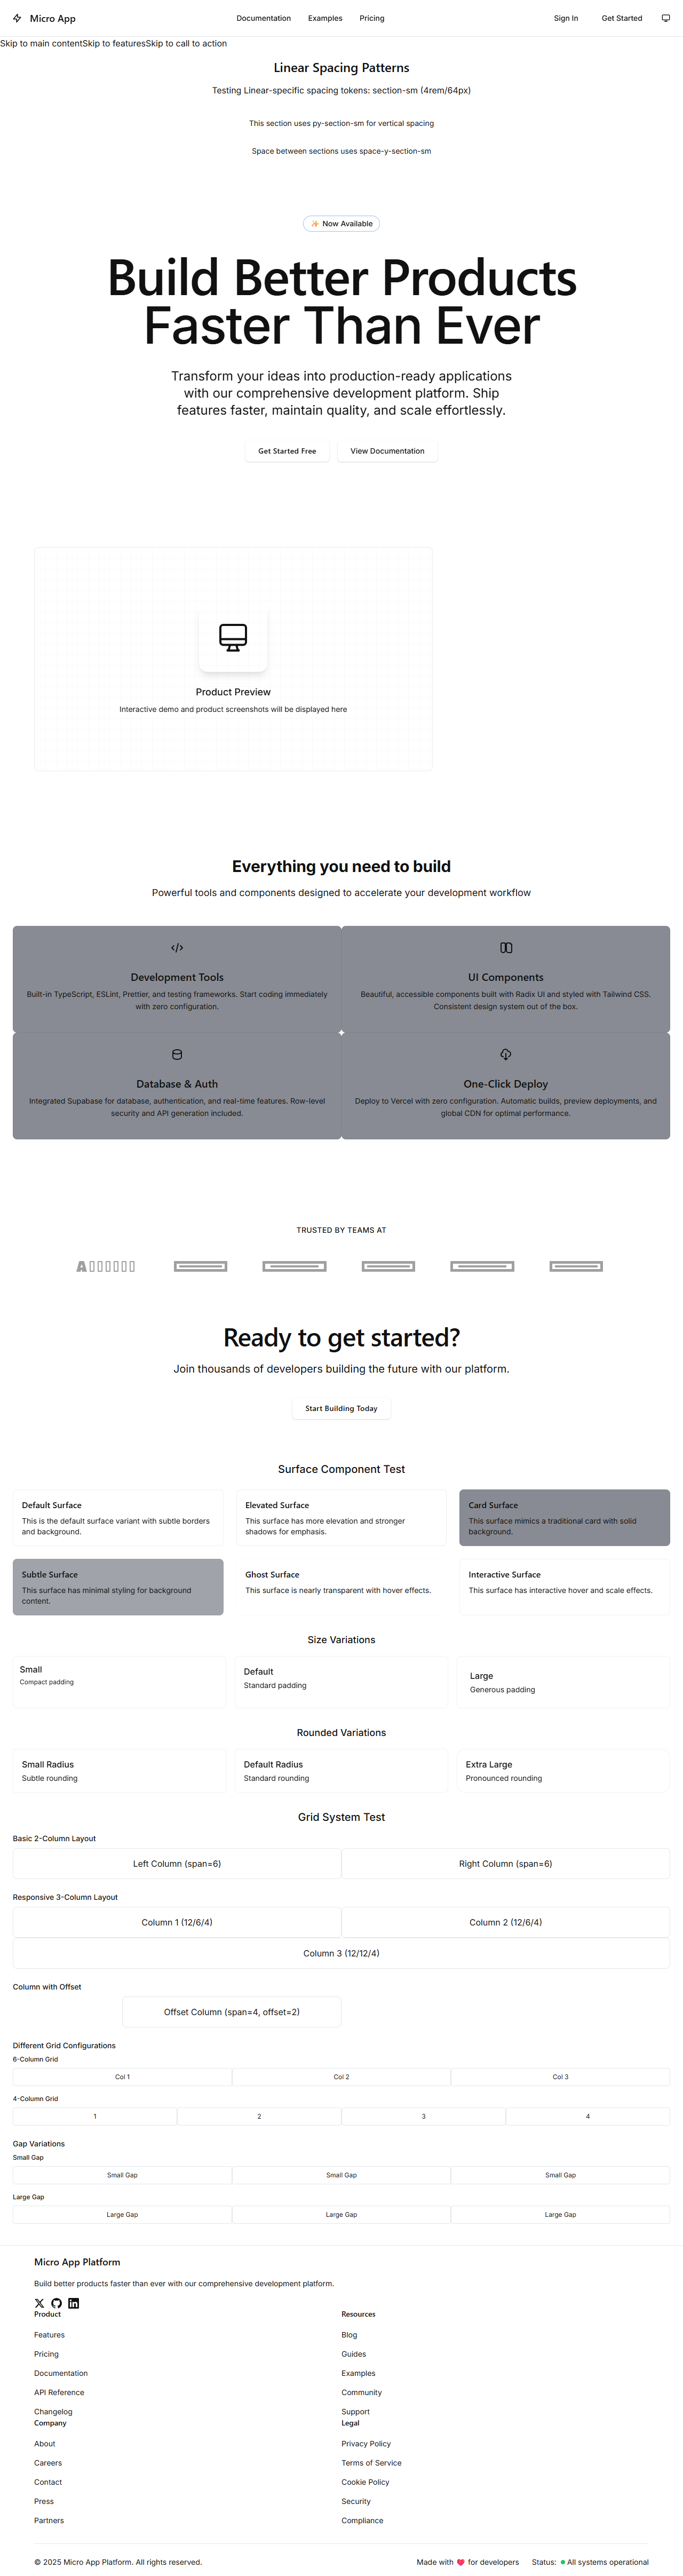 Micro App
Documentation Examples Pricing
Sign In Get Started
Skip to main contentSkip to featuresSkip to call to action
Linear Spacing Patterns
Testing Linear-specific spacing tokens: section-sm (4rem/64px)
This section uses py-section-sm for vertical spacing
Space between sections uses space-y-section-sm
✨ Now Available
Build Better Products
Faster Than Ever
Transform your ideas into production-ready applications
with our comprehensive development platform. Ship
features faster, maintain quality, and scale effortlessly.
Get Started Free
View Documentation
Product Preview
Interactive demo and product screenshots will be displayed here
Everything you need to build
Powerful tools and components designed to accelerate your development workflow
Development Tools
Built-in TypeScript, ESLint, Prettier, and testing frameworks. Start coding immediately
with zero configuration.
UI Components
Beautiful, accessible components built with Radix UI and styled with Tailwind CSS.
Consistent design system out of the box.
Database & Auth
Integrated Supabase for database, authentication, and real-time features. Row-level
security and API generation included.
One-Click Deploy
Deploy to Vercel with zero configuration. Automatic builds, preview deployments, and
global CDN for optimal performance.
TRUSTED BY TEAMS AT
Ready to get started?
Join thousands of developers building the future with our platform.
Start Building Today
Surface Component Test
Default Surface
This is the default surface variant with subtle borders
and background.
Elevated Surface
This surface has more elevation and stronger
shadows for emphasis.
Card Surface
This surface mimics a traditional card with solid
background.
Subtle Surface
This surface has minimal styling for background
content.
Ghost Surface
This surface is nearly transparent with hover effects.
Interactive Surface
This surface has interactive hover and scale effects.
Size Variations
Small
Compact padding
Default
Standard padding
Large
Generous padding
Rounded Variations
Small Radius
Subtle rounding
Default Radius
Standard rounding
Extra Large
Pronounced rounding
Grid System Test
Basic 2-Column Layout
Left Column (span=6)
Right Column (span=6)
Responsive 3-Column Layout
Column 1 (12/6/4)
Column 2 (12/6/4)
Column 3 (12/12/4)
Column with Offset
Offset Column (span=4, offset=2)
Different Grid Configurations
6-Column Grid
Col 1
Col 2
Col 3
4-Column Grid
1
2
3
4
Gap Variations
Small Gap
Small Gap
Small Gap
Small Gap
Large Gap
Large Gap
Large Gap
Large Gap
Micro App Platform
Build better products faster than ever with our comprehensive development platform.
Product
Features
Pricing
Documentation
API Reference
Changelog
Resources
Blog
Guides
Examples
Community
Support
Company
About
Careers
Contact
Press
Partners
Legal
Privacy Policy
Terms of Service
Cookie Policy
Security
Compliance
© 2025 Micro App Platform. All rights reserved.
Made with ❤️ for developers
Status: All systems operational